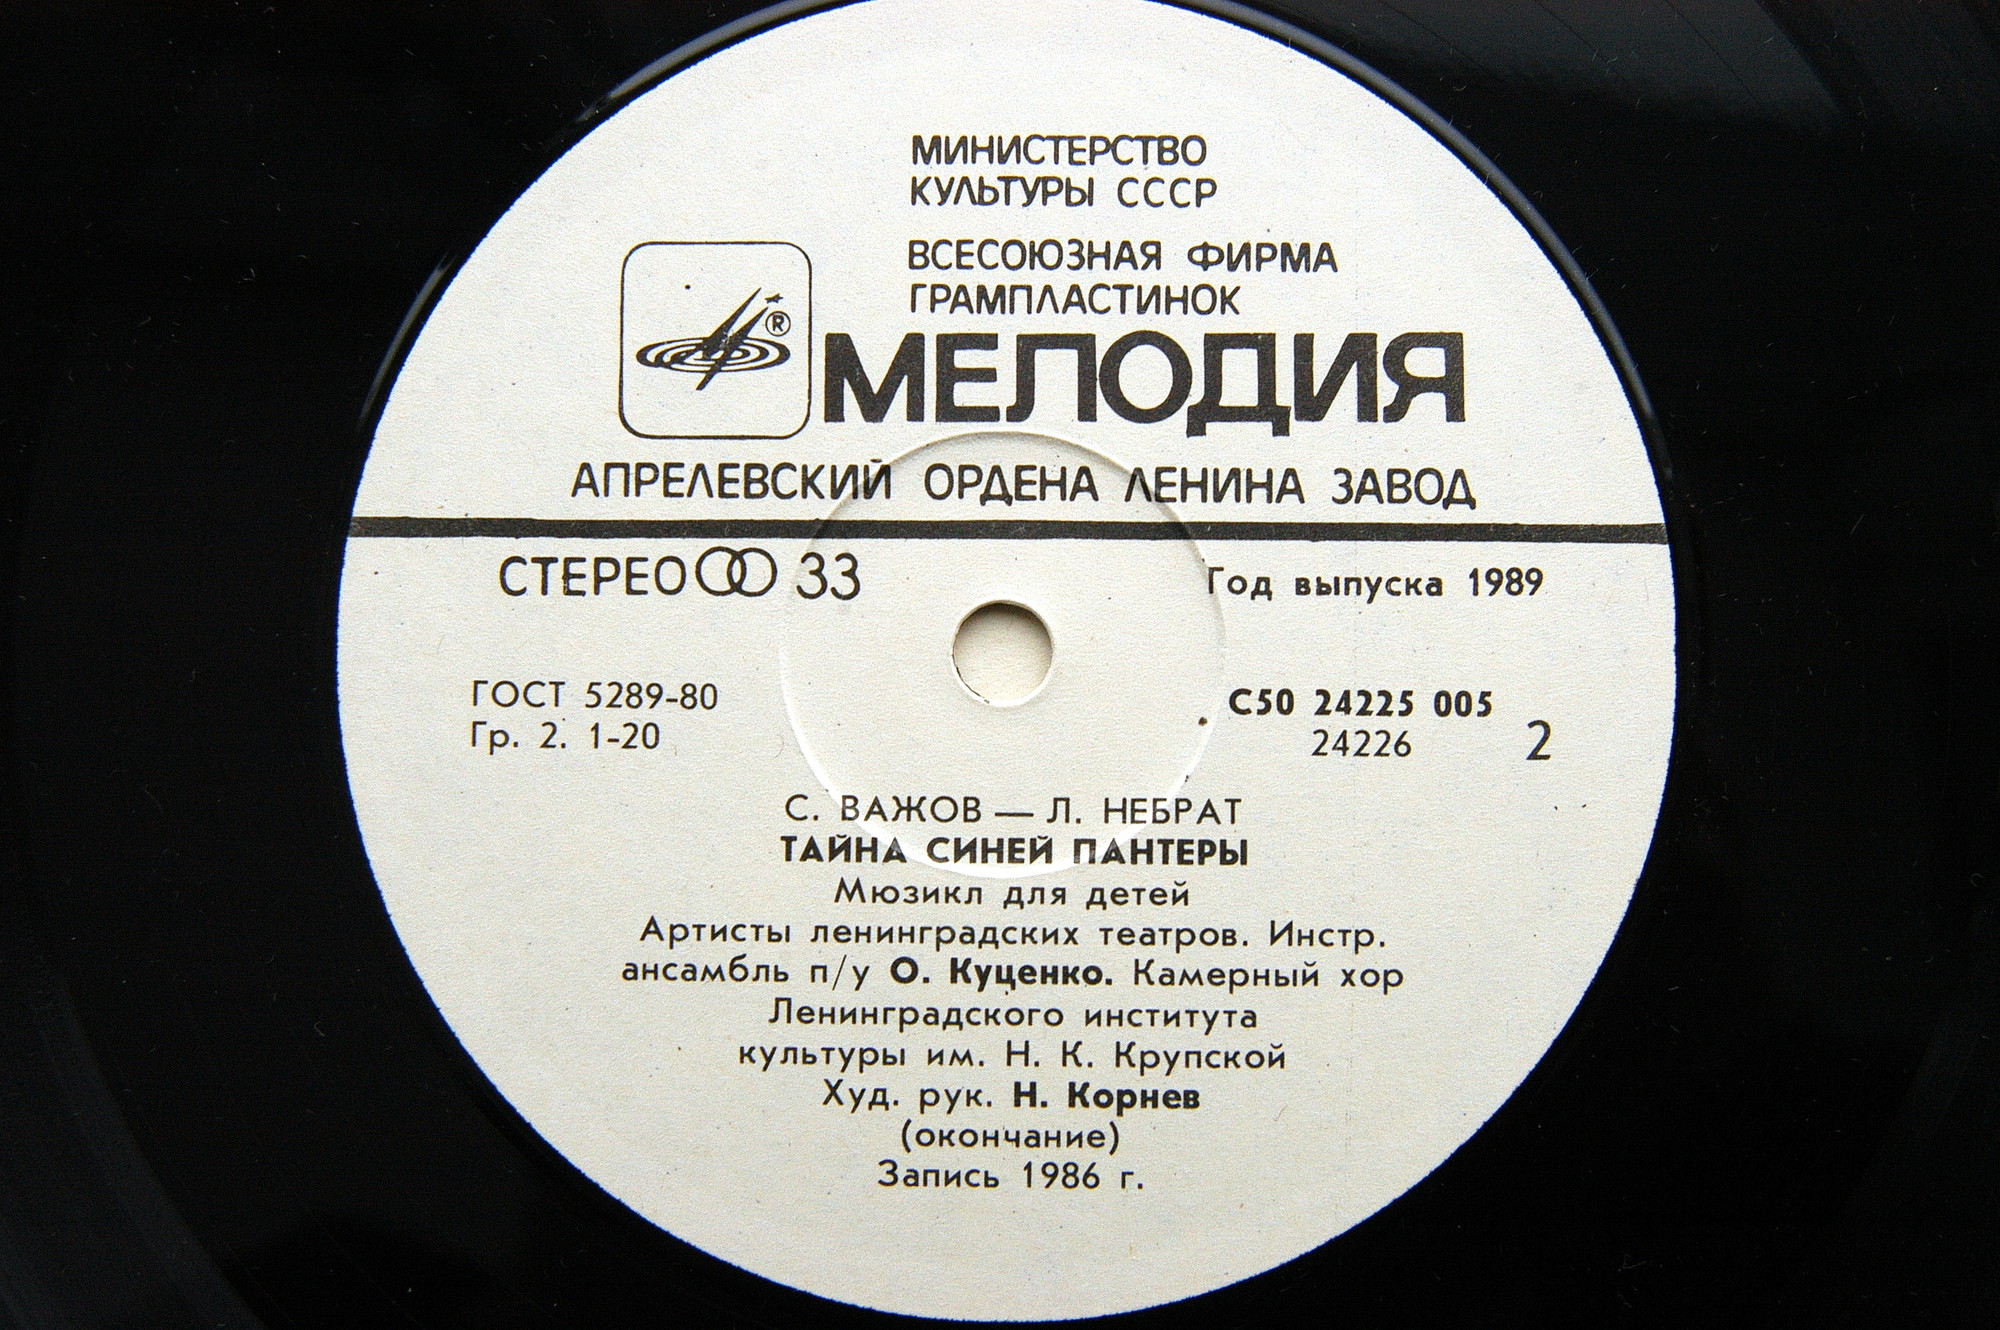 МИНИСТЕРСТВО
КУЛЬТУРЫ СССР
ВСЕСОЮЗНАЯ ФИРМА
ГРАМПЛАСТИНОК
®
МЕЛОДИЯ
АПРЕЛЕВСКИЙ ОРДЕНА ЛЕНИНА ЗАВОД
СТЕРЕО 33
Год выпуска 1989
ГОСТ 5289-80
Гр. 2. 1-20
С50 24225 005
24226 2
С. ВАЖОВ — Л. НЕБРАТ
ТАЙНА СИНЕЙ ПАНТЕРЫ
Мюзикл для детей
Артисты ленинградских театров. Инстр.
ансамбль п/у О. Куценко. Камерный хор
Ленинградского института
культуры им. Н. К. Крупской
Худ. рук. Н. Корнев
(окончание)
Запись 1986 г.